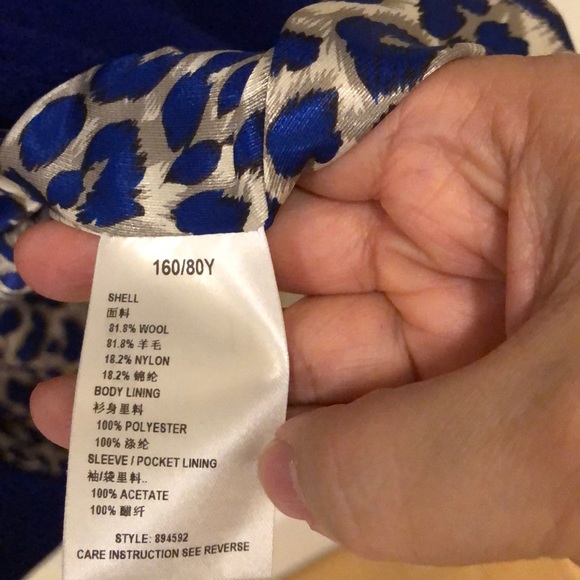 160/80Y
SHELL
面料
81.8% WOOL
81.8% 羊毛
18.2% NYLON
18.2% 锦纶
BODY LINING
衫身里料
100% POLYESTER
100% 涤纶
SLEEVE / POCKET LINING
袖/袋里料..
100% ACETATE
100% 醋纤
STYLE: 894592
CARE INSTRUCTION SEE REVERSE